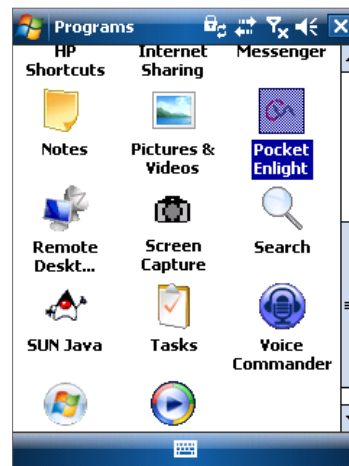 Programs
HP Shortcuts
Internet Sharing
Messenger
Notes
Pictures & Videos
Pocket Enlight
Remote Deskt...
Screen Capture
Search
SUN Java
Tasks
Voice Commander